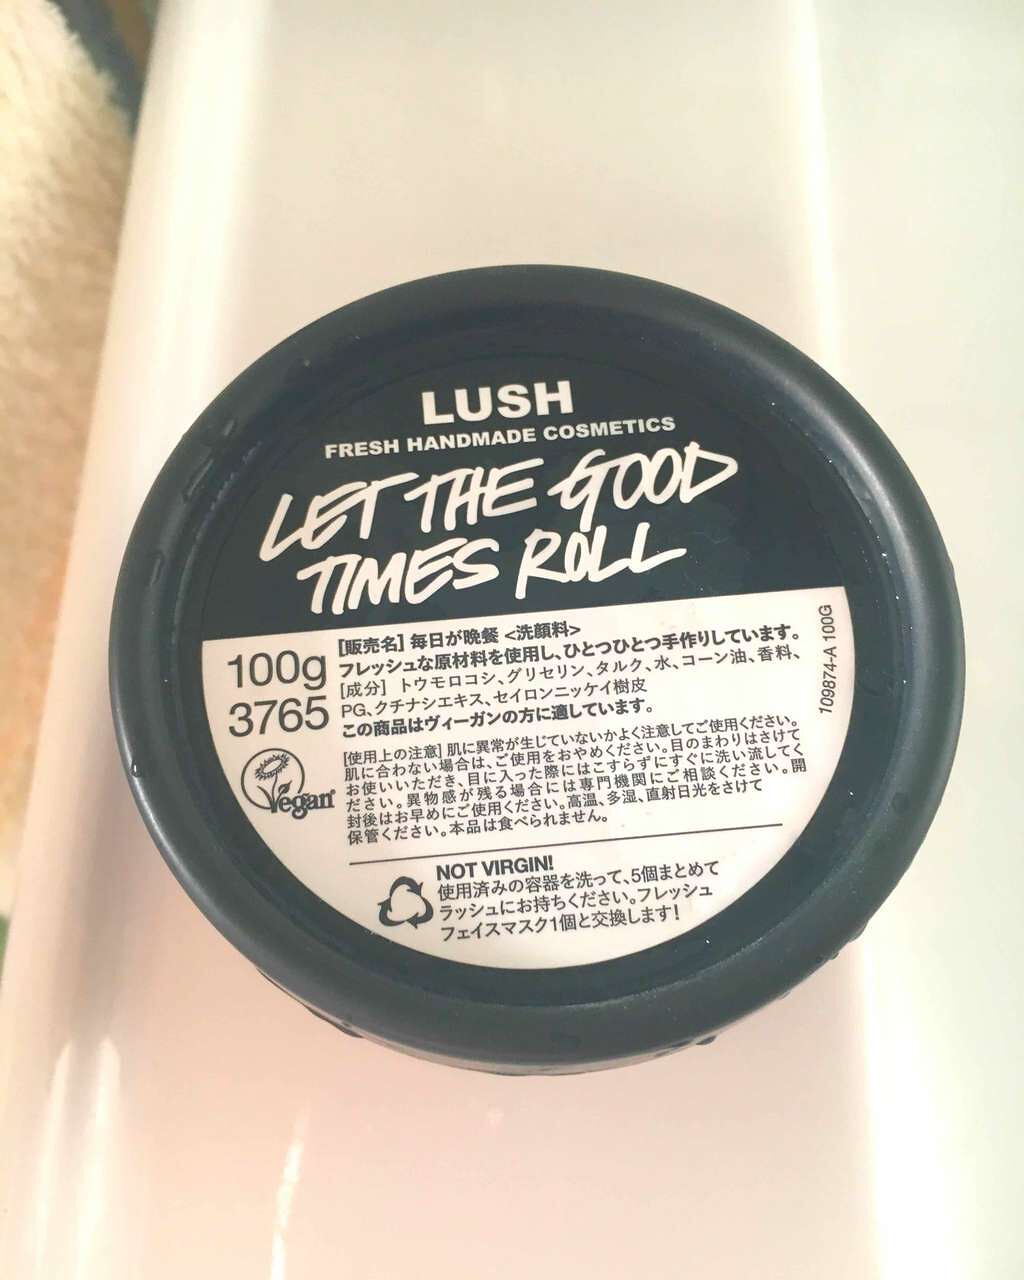 LUSH
FRESH HANDMADE COSMETICS
LET THE GOOD
TIMES ROLL
100g
3765
Vegan
[販売名] 毎日が晩餐 <洗顔料>
フレッシュな原材料を使用し、ひとつひとつ手作りしています。
[成分] トウモロコシ、グリセリン、タルク、水、コーン油、香料、
PG、クチナシエキス、セイロンニッケイ樹皮
この商品はヴィーガンの方に適しています。
[使用上の注意] 肌に異常が生じていないかよく注意してご使用ください。
肌に合わない場合は、ご使用をおやめください。目のまわりはさけて
お使いいただき、目に入った際にはこすらずにすぐに洗い流してく
ださい。異物感が残る場合には専門機関にご相談ください。開
封後はお早めにご使用ください。高温、多湿、直射日光をさけて
保管ください。本品は食べられません。
109874-A 100G
NOT VIRGIN!
使用済みの容器を洗って、5個まとめて
ラッシュにお持ちください。フレッシュ
フェイスマスク1個と交換します!